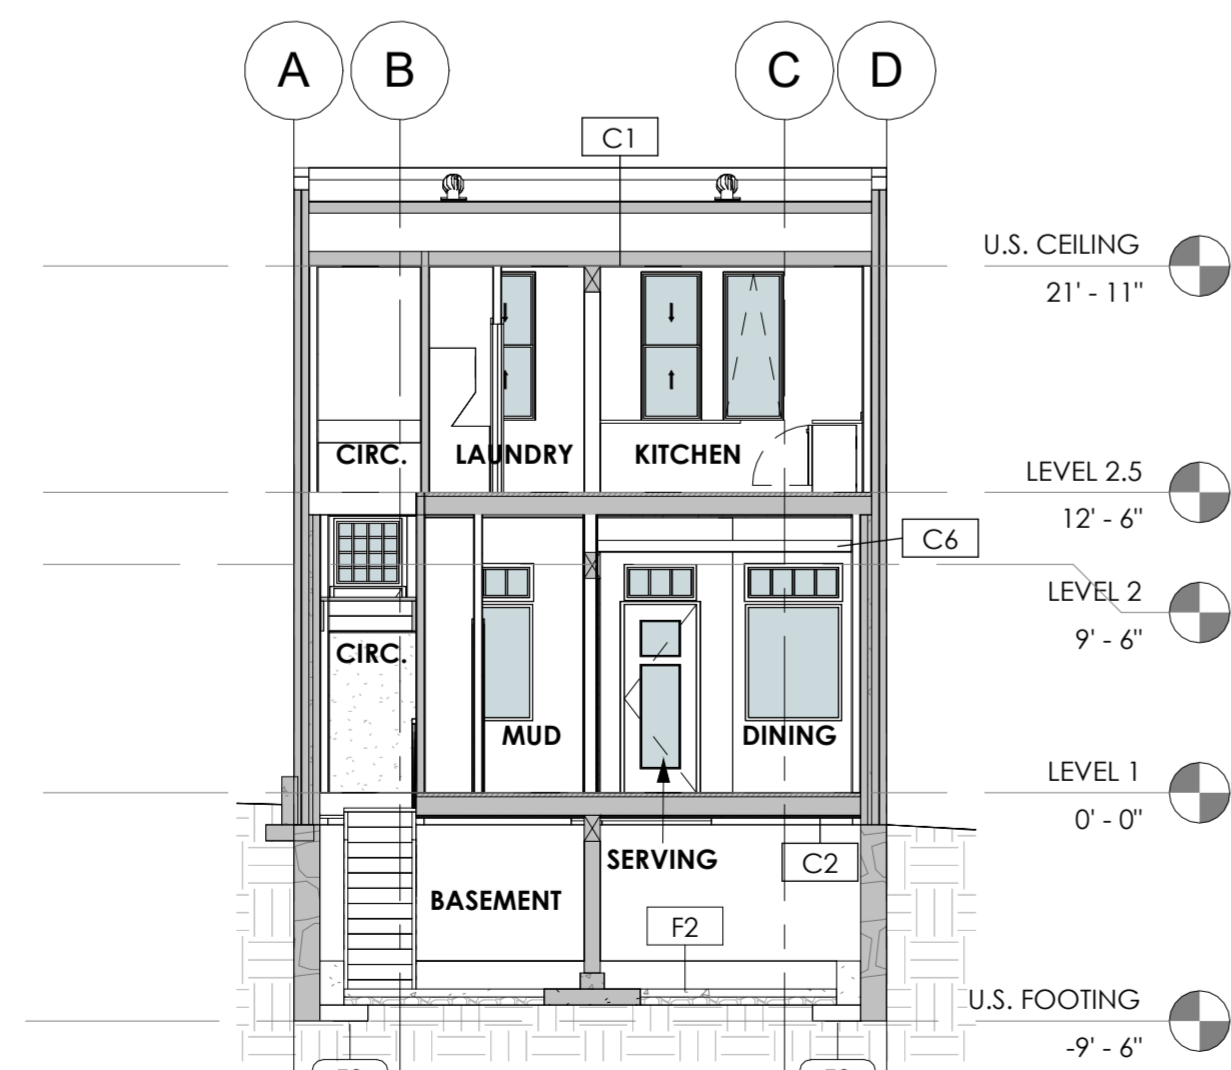 A B C D
C1
U.S. CEILING
21' - 11"
CIRC. LAUNDRY KITCHEN
LEVEL 2.5
12' - 6"
C6
LEVEL 2
9' - 6"
CIRC.
MUD DINING
LEVEL 1
0' - 0"
SERVING
C2
BASEMENT
F2
U.S. FOOTING
-9' - 6"